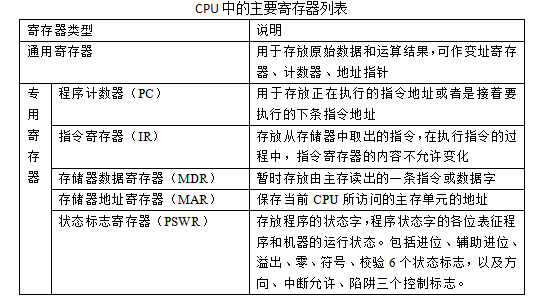 CPU 中的主要寄存器列表
寄存器类型
说明
通用寄存器
用于存放原始数据和运算结果,可作变址寄存
器、计数器、地址指针
专用寄存器
程序计数器(PC)
用于存放正在执行的指令地址或者是接着要
执行的下条指令地址
指令寄存器(IR)
存放从存储器中取出的指令,在执行指令的过
程中,指令寄存器的内容不允许变化
存储器数据寄存器(MDR)
暂时存放由主存读出的一条指令或数据字
存储器地址寄存器(MAR)
保存当前 CPU 所访问的主存单元的地址
状态标志寄存器(PSWR)
存放程序的状态字,程序状态字的各位表征程
序和机器的运行状态。包括进位、辅助进位、
溢出、零、符号、校验 6 个状态标志,以及方
向、中断允许、陷阱三个控制标志。